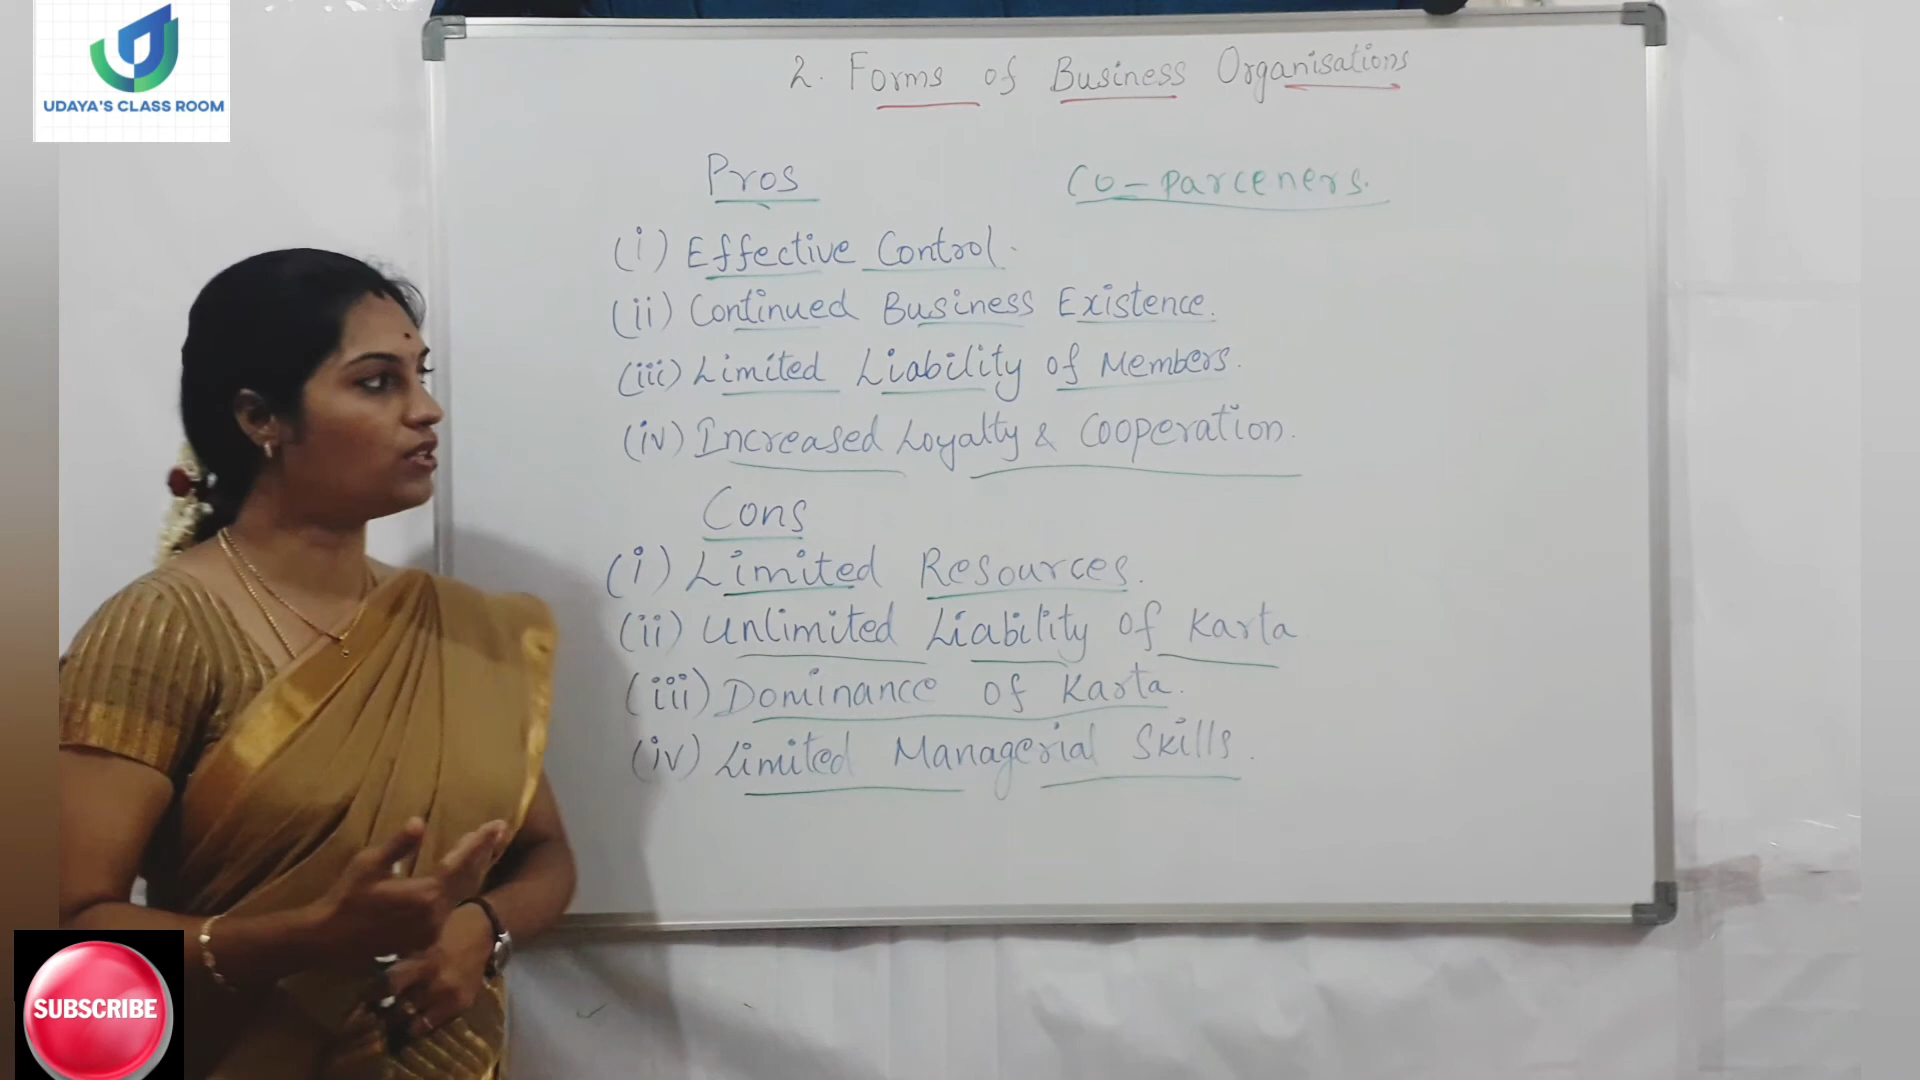 UDAYA'S CLASS ROOM
2. Forms of Business Organisations
Pros
Co-parceners.
(i) Effective Control.
(ii) Continued Business Existence.
(iii) Limited Liability of Members.
(iv) Increased Loyalty & Cooperation.
Cons
(i) Limited Resources.
(ii) Unlimited Liability of Karta
(iii) Dominance of Karta.
(iv) Limited Managerial Skills.
SUBSCRIBE